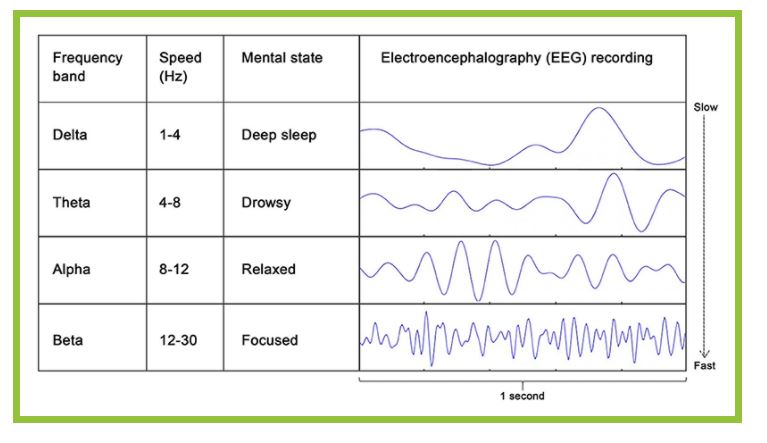 Frequency band
Speed (Hz)
Mental state
Electroencephalography (EEG) recording
Slow
Delta
1-4
Deep sleep
Theta
4-8
Drowsy
Alpha
8-12
Relaxed
Beta
12-30
Focused
Fast
1 second